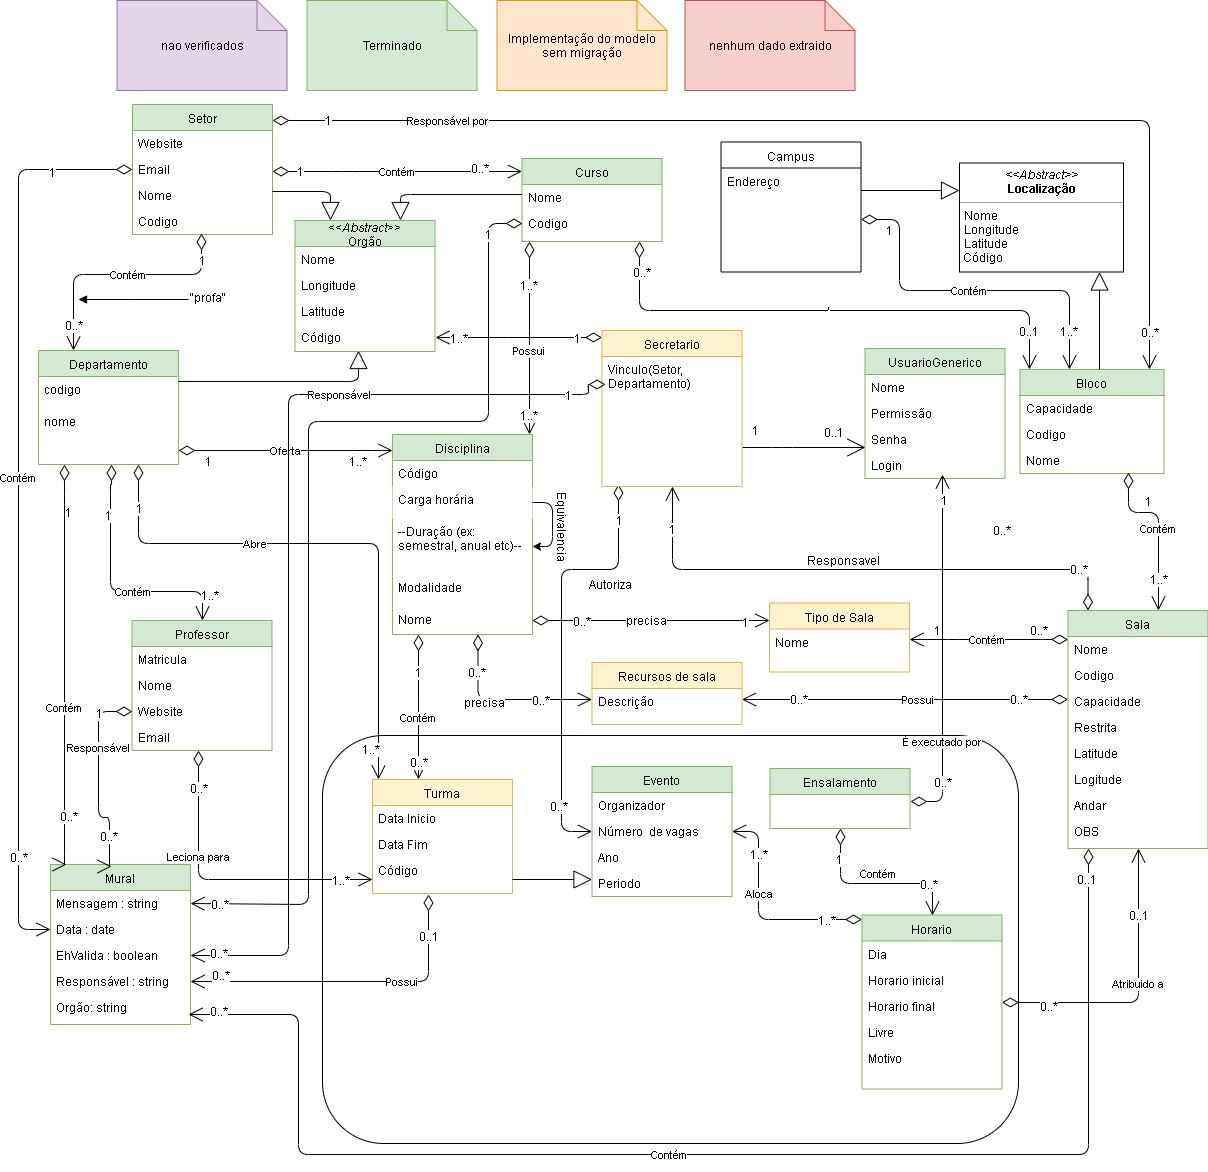 nao verificados
Terminado
Implementação do modelo
sem migração
nenhum dado extraido
Setor
Website
Email
Nome
Codigo
1
Responsável por
1
Contém
0..*
1
1
Contém
"profa"
0..*
Curso
Nome
Codigo
1
1..*
0..*
Campus
Endereço
1
Contém
<<Abstract>>
Localização
Nome
Longitude
Latitude
Código
<<Abstract>>
Orgão
Nome
Longitude
Latitude
Código
1..*
1
Possui
0..1
1..*
0..*
,
Departamento
codigo
nome
Secretario
Vinculo(Setor,
Departamento)
Responsável
1
UsuarioGenerico
Nome
Permissão
Senha
Login
Bloco
Capacidade
Codigo
Nome
1..*
1
0..1
1
Oferta
1..*
Contém
1
1
1
Abre
Disciplina
Código
Carga horária
--Duração (ex:
semestral, anual etc)--
Modalidade
Nome
Equivalencia
1
1
1
0..*
1
Contém
1..*
Autoriza
Responsavel
0..*
Contém
1..*
0..*
precisa
1
Tipo de Sala
Nome
1
Contém
0..*
Sala
Nome
Codigo
Capacidade
Restrita
Latitude
Logitude
Andar
OBS
Professor
Matricula
Nome
Website
Email
1
0..*
precisa
0..*
Recursos de sala
Descrição
0..*
Possui
0..*
Contém
1
Responsável
Contém
É executado por
1..*
0..*
0..*
0..*
0..*
0..*
0..*
Turma
Data Inicio
Data Fim
Código
Evento
Organizador
Número de vagas
Ano
Periodo
Ensalamento
0..*
0..*
Leciona para
1..*
1..*
Aloca
1..*
1
Contém
0..*
0..1
0..1
Mural
Mensagem : string
Data : date
EhValida : boolean
Responsável : string
Orgão: string
0..*
0..*
0..*
0..*
0..1
Possui
Horario
Dia
Horario inicial
Horario final
Livre
Motivo
0..*
Atribuido a
Contém